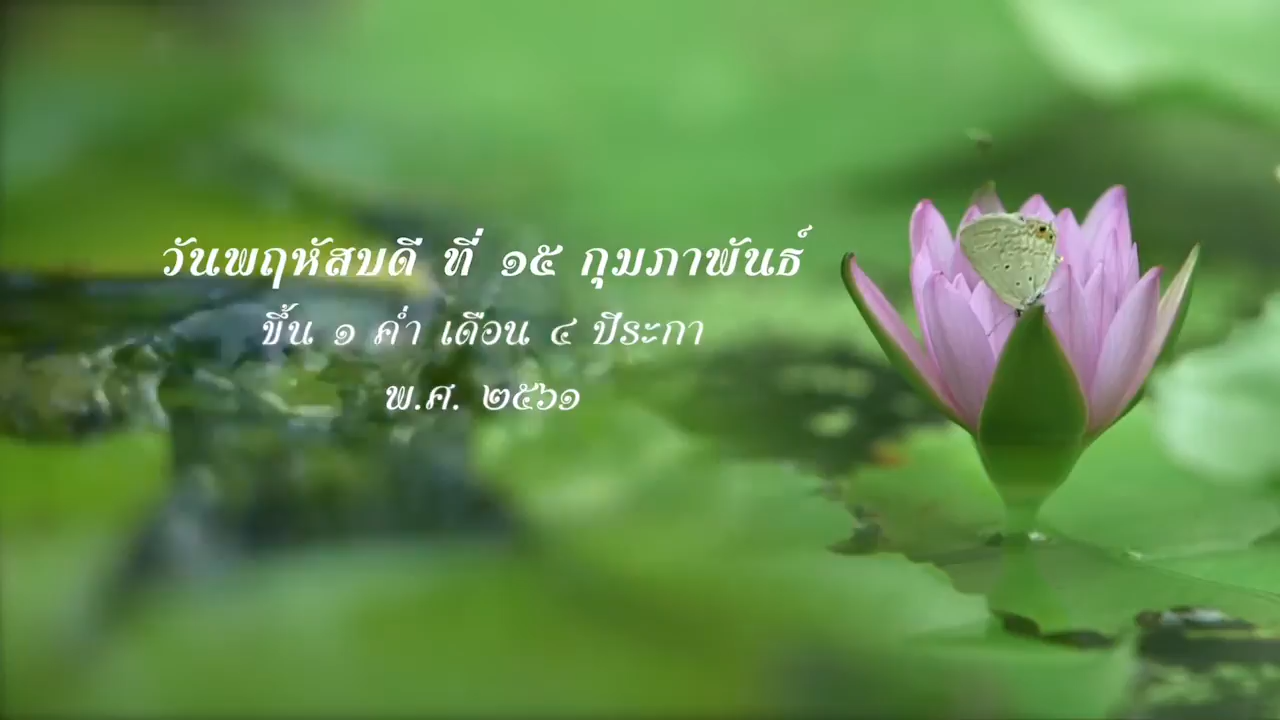 วันพฤหัสบดี ที่ ๑๕ กุมภาพันธ์
ขึ้น ๑ ค่ำ เดือน ๔ ปีระกา
พ.ศ. ๒๕๖๑